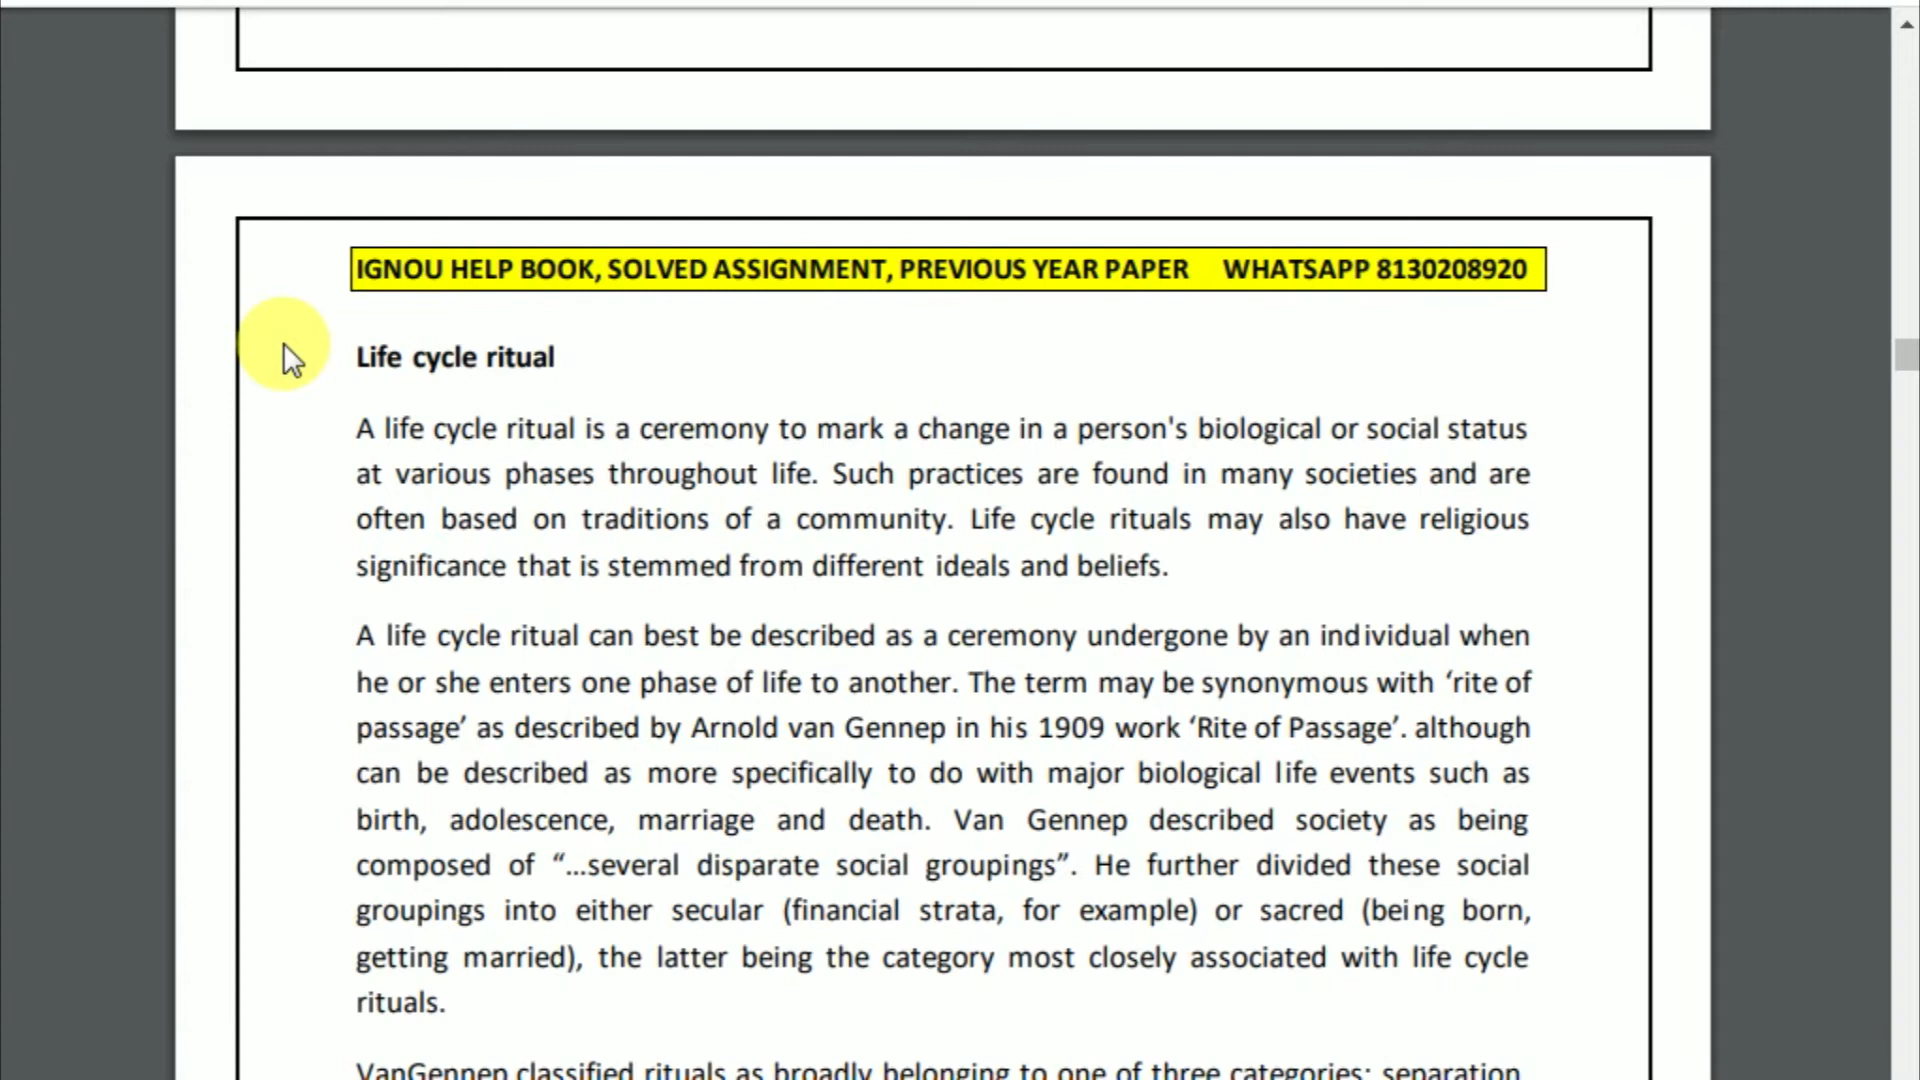 IGNOU HELP BOOK, SOLVED ASSIGNMENT, PREVIOUS YEAR PAPER WHATSAPP 8130208920
Life cycle ritual
A life cycle ritual is a ceremony to mark a change in a person's biological or social status
at various phases throughout life. Such practices are found in many societies and are
often based on traditions of a community. Life cycle rituals may also have religious
significance that is stemmed from different ideals and beliefs.
A life cycle ritual can best be described as a ceremony undergone by an individual when
he or she enters one phase of life to another. The term may be synonymous with ‘rite of
passage’ as described by Arnold van Gennep in his 1909 work ‘Rite of Passage’. although
can be described as more specifically to do with major biological life events such as
birth, adolescence, marriage and death. Van Gennep described society as being
composed of “…several disparate social groupings”. He further divided these social
groupings into either secular (financial strata, for example) or sacred (being born,
getting married), the latter being the category most closely associated with life cycle
rituals.
VanGennep classified rituals as broadly belonging to one of three categories: separation,